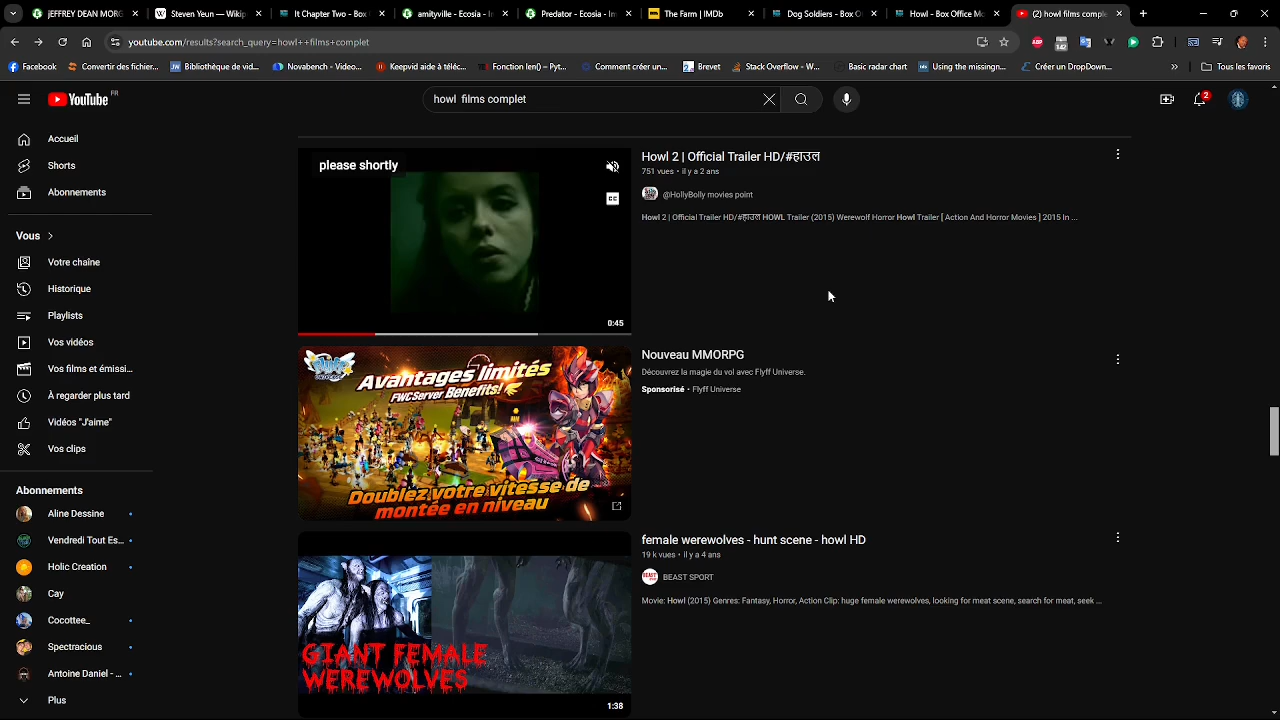 jEFFREY DEAN MORG
Steven Yeun — Wikip
It Chapter Two - Box
amityville - Ecosia - In
Predator - Ecosia - In
The Farm | IMDb
Dog Soldiers - Box O
Howl - Box Office Mo
(2) howl films compl
youtube.com/results?search_query=howl++films+complet
142
Facebook
Convertir des fichier...
JW Bibliothèque de vid...
Novabench - Video...
Keepvid aide à téléc...
Fonction len() – Pyt...
Comment créer un...
Brevet
Stack Overflow - W...
Basic radar chart
Using the missingn...
Créer un DropDown...
»
Tous les favoris
YouTube FR
howl films complet
2
Accueil
Shorts
Abonnements
Vous
Votre chaîne
Historique
Playlists
Vos vidéos
Vos films et émissi...
À regarder plus tard
Vidéos "J'aime"
Vos clips
Abonnements
Aline Dessine
Vendredi Tout Es...
Holic Creation
Cay
Cocottee_
Spectracious
Antoine Daniel - ...
Plus
please shortly
CC
0:45
Howl 2 | Official Trailer HD/#हाउल
751 vues • il y a 2 ans
@HollyBolly movies point
Howl 2 | Official Trailer HD/#हाउल HOWL Trailer (2015) Werewolf Horror Howl Trailer [ Action And Horror Movies ] 2015 In ...
Flyff UNIVERSE
Avantages limités
FWC Server Benefits!
Doublez votre vitesse de
montée en niveau
Nouveau MMORPG
Découvrez la magie du vol avec Flyff Universe.
Sponsorisé • Flyff Universe
GIANT FEMALE
WEREWOLVES
1:38
female werewolves - hunt scene - howl HD
19 k vues • il y a 4 ans
BEAST SPORT
Movie: Howl (2015) Genres: Fantasy, Horror, Action Clip: huge female werewolves, looking for meat scene, search for meat, seek ...